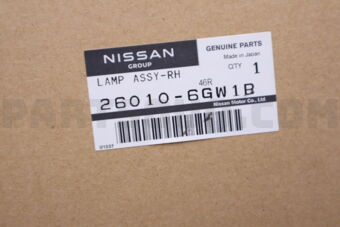 NISSAN
GROUP
GENUINE PARTS
Made in Japan
LAMP ASSY-RH
46R
QTY 1
26010-6GW1B
Nissan Motor Co., Ltd.